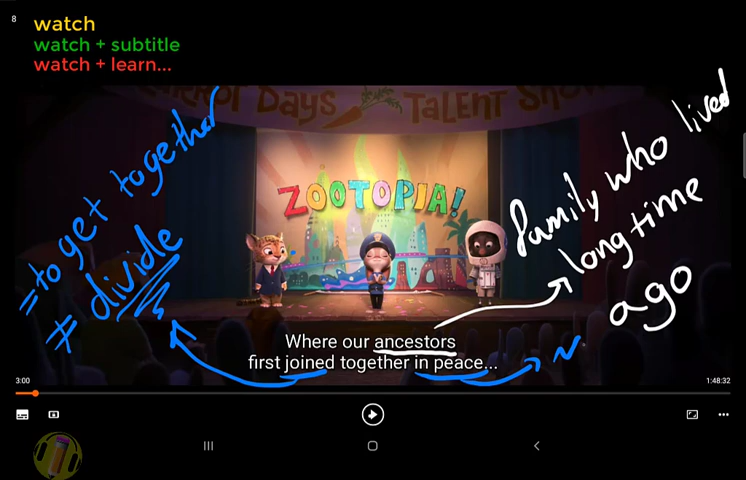 8
watch
watch + subtitle
watch + learn...
CARROT DAYS TALENT SHOW
ZOOTOPIA!
= to get together
≠ divide
family who lived
long time
ago
Where our ancestors
first joined together in peace...
n.
3:00
1:48:32